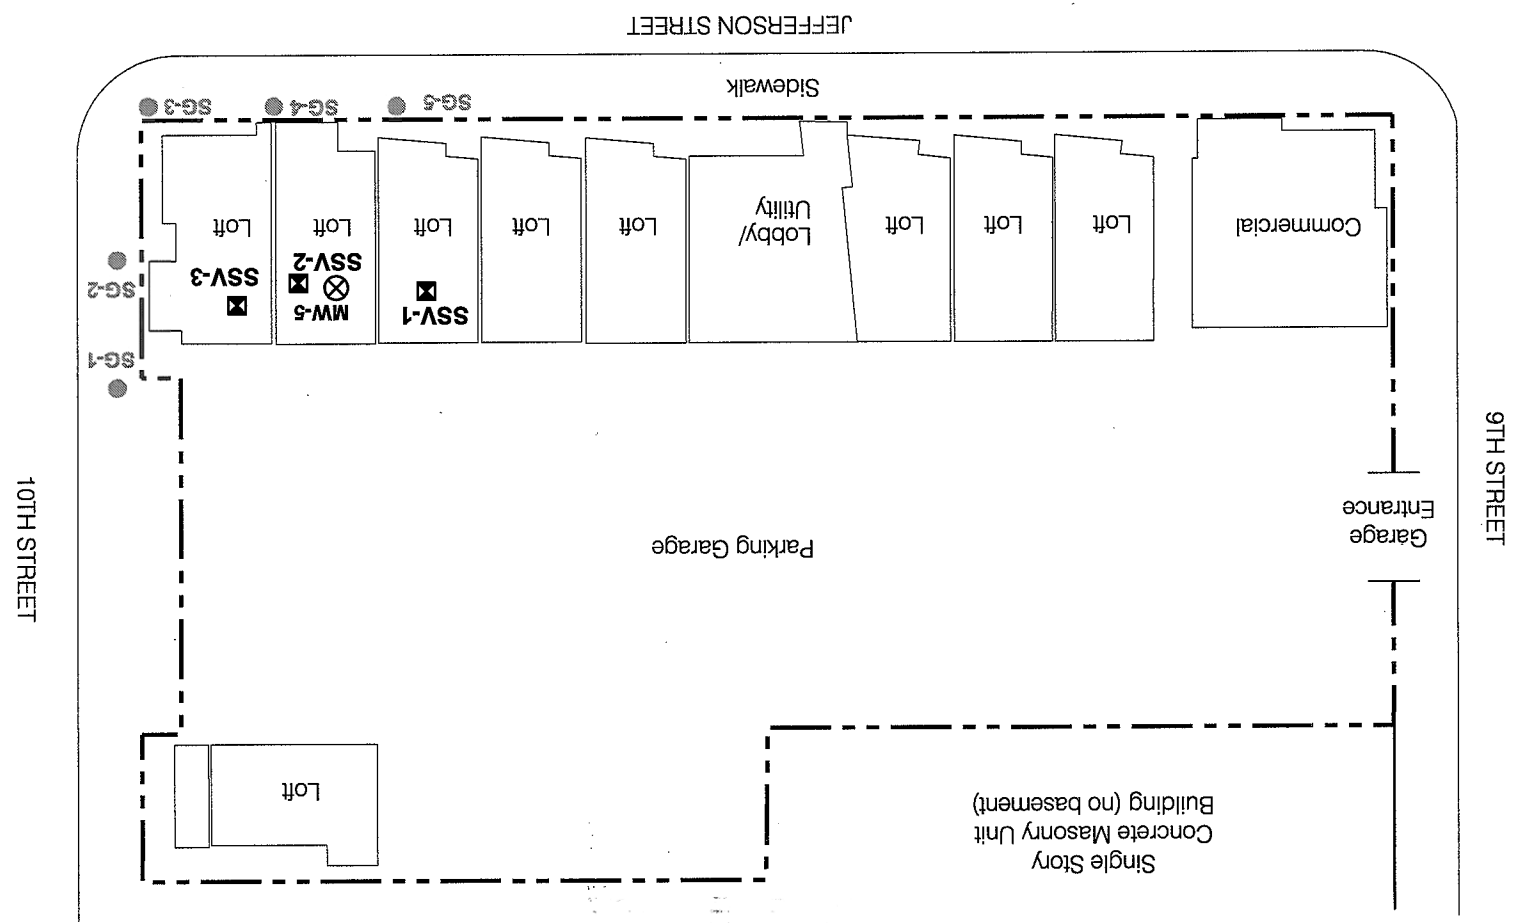 Single Story
Concrete Masonry Unit
Building (no basement)
Loft
Parking Garage
Garage
Entrance
9TH STREET
10TH STREET
SG-1
SG-2
SSV-1
MW-5
SSV-2
SSV-3
Commercial
Loft
Loft
Loft
Lobby/
Utility
Loft
Loft
Loft
Loft
Loft
SG-5
SG-4
SG-3
Sidewalk
JEFFERSON STREET